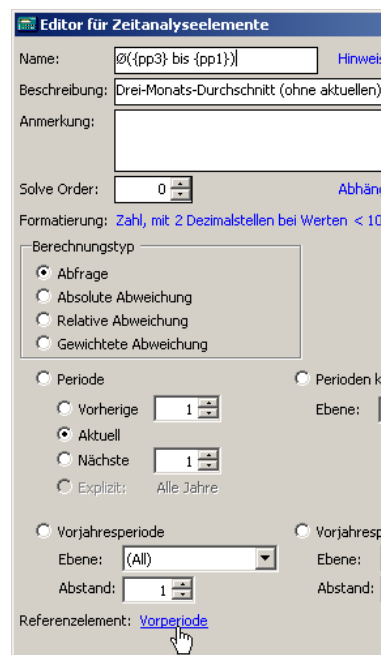 Editor für Zeitanalyseelemente
Name: Ø({pp3} bis {pp1}) Hinweis
Beschreibung: Drei-Monats-Durchschnitt (ohne aktuellen)
Anmerkung:
Solve Order: 0 Abhäng
Formatierung: Zahl, mit 2 Dezimalstellen bei Werten < 10
Berechnungstyp
Abfrage
Absolute Abweichung
Relative Abweichung
Gewichtete Abweichung
Periode Perioden k
Vorherige 1 Ebene:
Aktuell
Nächste 1
Explizit: Alle Jahre
Vorjahresperiode Vorjahresp
Ebene: (All) Ebene:
Abstand: 1 Abstand:
Referenzelement: Vorperiode